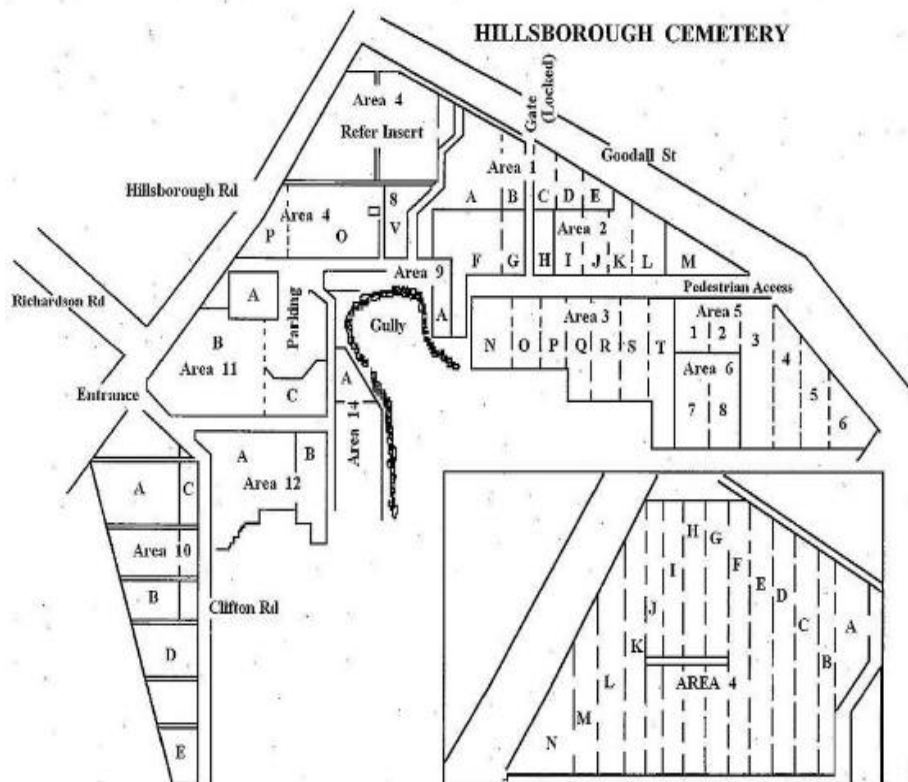 HILLSBOROUGH CEMETERY
Gate
(Locked)
Area 4
Refer Insert
Goodall St
Area 1
Hillsborough Rd
8
A B C D E
Area 4
P O
V
Area 2
F G H I J K L M
Area 9
Richardson Rd
Pedestrian Access
A
Parking
Gully
A
Area 3
Area 5
1 2 3
N O P Q R S T
B
Area 11
Area 6
4
Entrance
C
A
7 8
5
6
Area 14
A B
Area 12
A C
Area 10
B
Clifton Rd
D
E
H G
I F
E
D
J C A
K B
L AREA 4
M
N